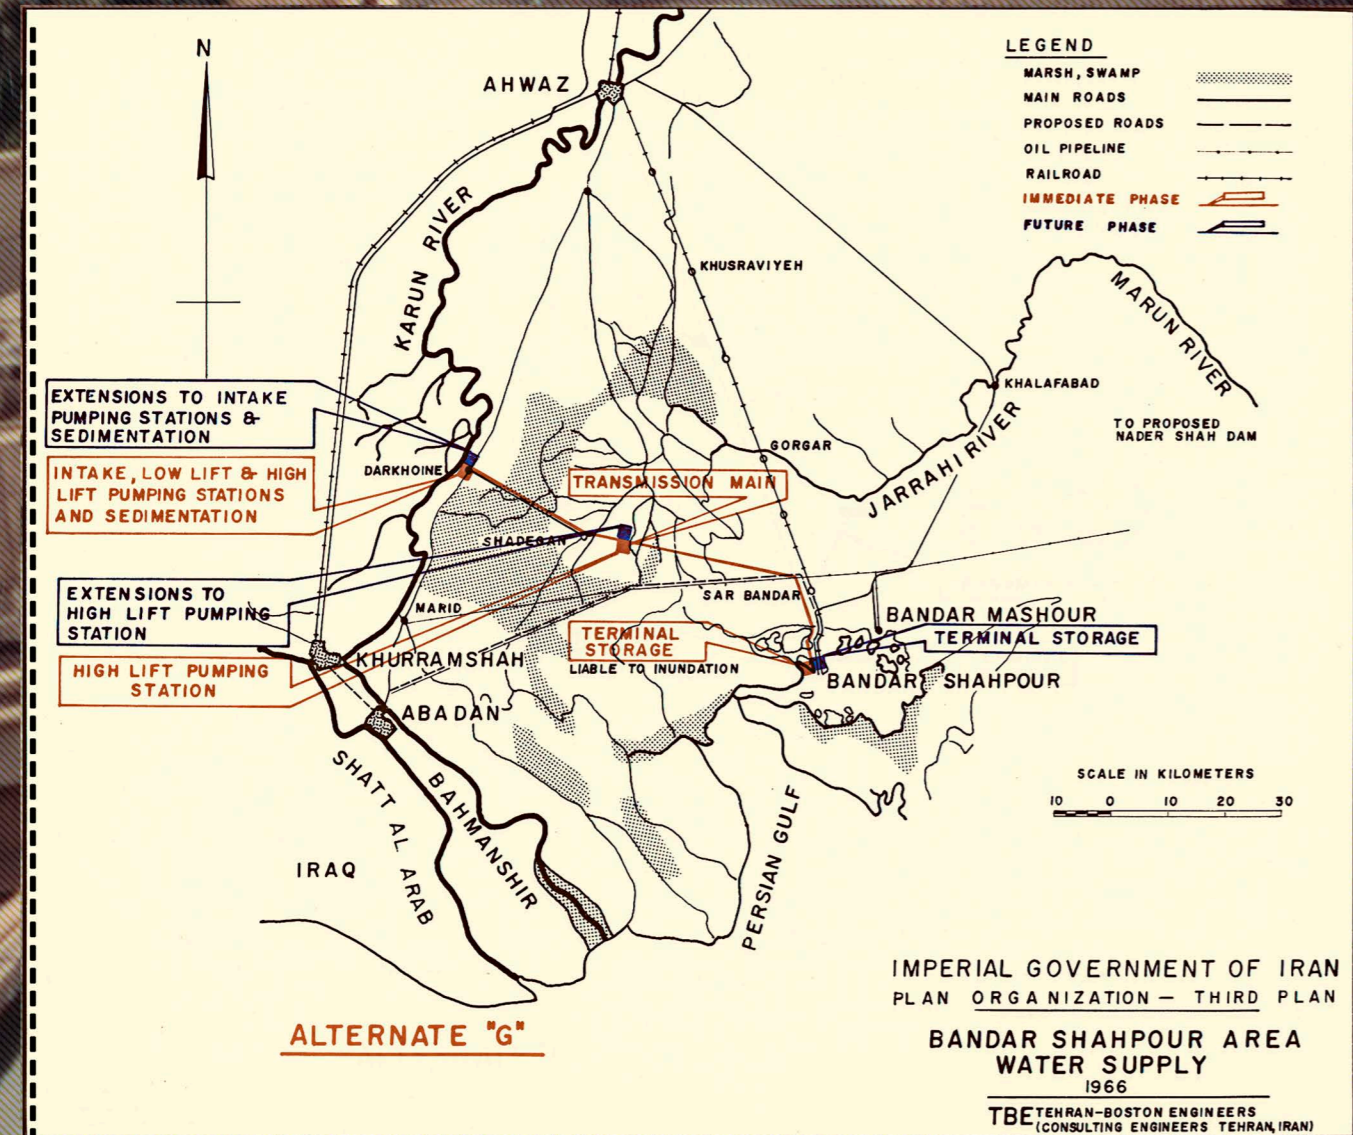 N
AHWAZ
LEGEND
MARSH, SWAMP
MAIN ROADS
PROPOSED ROADS
OIL PIPELINE
RAILROAD
IMMEDIATE PHASE
FUTURE PHASE
KARUN RIVER
KHUSRAVIYEH
MARUN RIVER
KHALAFABAD
TO PROPOSED
NADER SHAH DAM
EXTENSIONS TO INTAKE
PUMPING STATIONS &
SEDIMENTATION
GORGAR
JARRAHI RIVER
DARKHOINE
INTAKE, LOW LIFT & HIGH
LIFT PUMPING STATIONS
AND SEDIMENTATION
TRANSMISSION MAIN
SHADEGAN
EXTENSIONS TO
HIGH LIFT PUMPING
STATION
MARID
SAR BANDAR
BANDAR MASHOUR
TERMINAL
STORAGE
TERMINAL STORAGE
LIABLE TO INUNDATION
KHURRAMSHAH
HIGH LIFT PUMPING
STATION
BANDAR SHAHPOUR
ABADAN
SHATT AL ARAB
BAHMANSHIR
PERSIAN GULF
SCALE IN KILOMETERS
10 0 10 20 30
IRAQ
IMPERIAL GOVERNMENT OF IRAN
PLAN ORGANIZATION — THIRD PLAN
ALTERNATE "G"
BANDAR SHAHPOUR AREA
WATER SUPPLY
1966
TBE TEHRAN-BOSTON ENGINEERS
(CONSULTING ENGINEERS TEHRAN, IRAN)